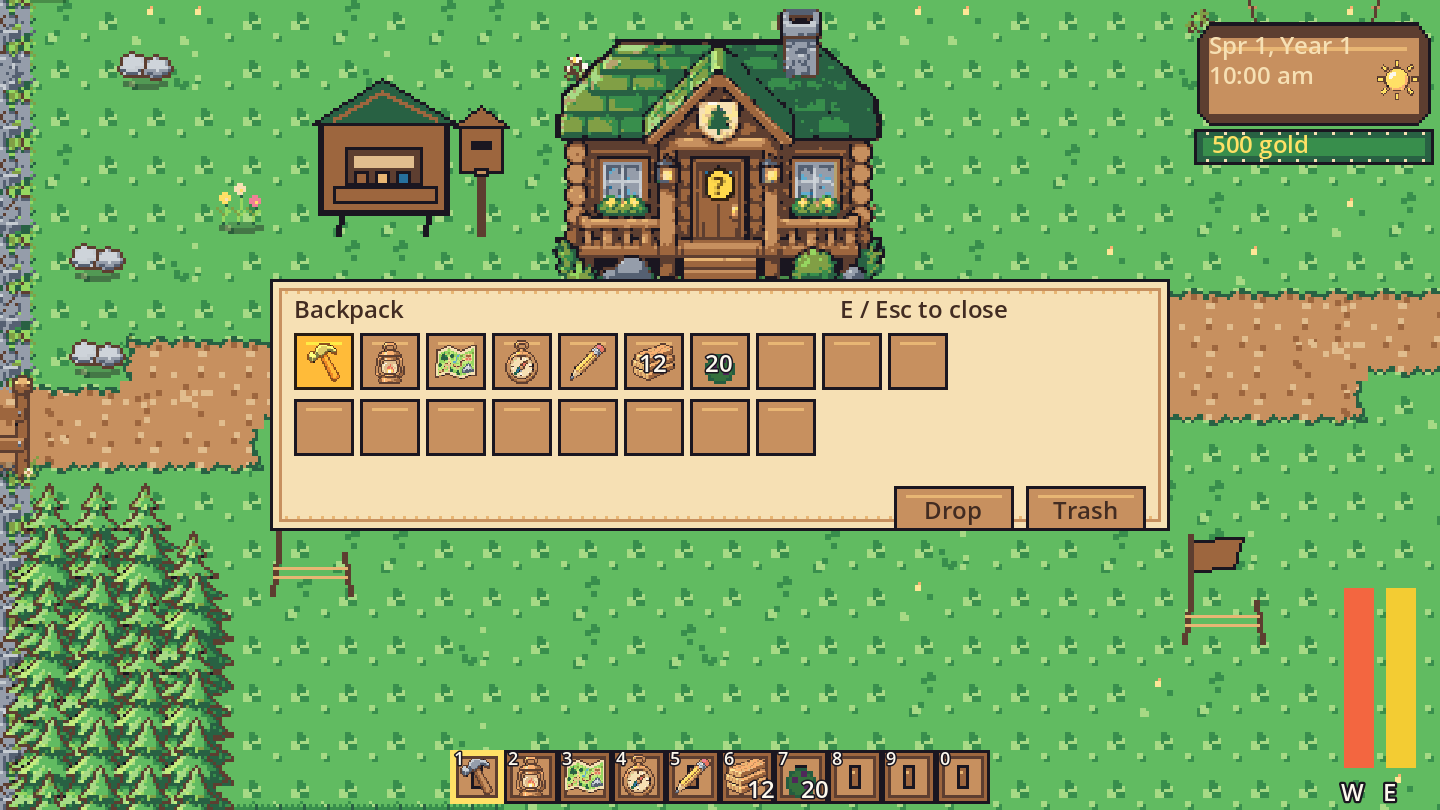 Spr 1, Year 1
10:00 am
500 gold
?
Backpack
E / Esc to close
12
20
Drop
Trash
1 2 3 4 5 6 7 8 9 0
12 20
W E